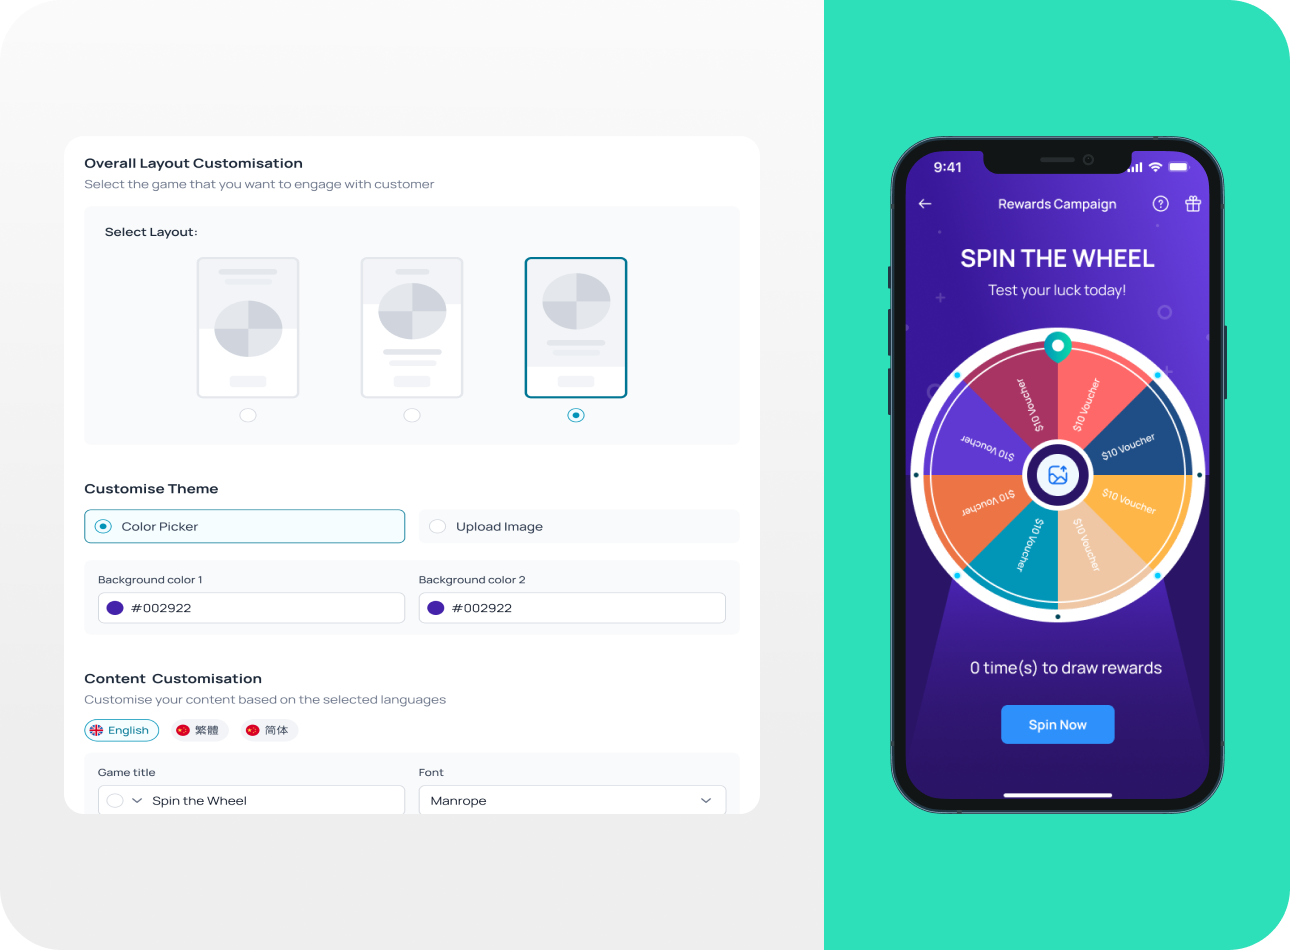 Overall Layout Customisation
Select the game that you want to engage with customer
Select Layout:
Customise Theme
Color Picker
Upload Image
Background color 1
Background color 2
#002922
#002922
Content Customisation
Customise your content based on the selected languages
English
繁體
简体
Game title
Font
Spin the Wheel
Manrope
9:41
Rewards Campaign
SPIN THE WHEEL
Test your luck today!
$10 Voucher
$10 Voucher
$10 Voucher
$10 Voucher
$10 Voucher
$10 Voucher
$10 Voucher
$10 Voucher
0 time(s) to draw rewards
Spin Now